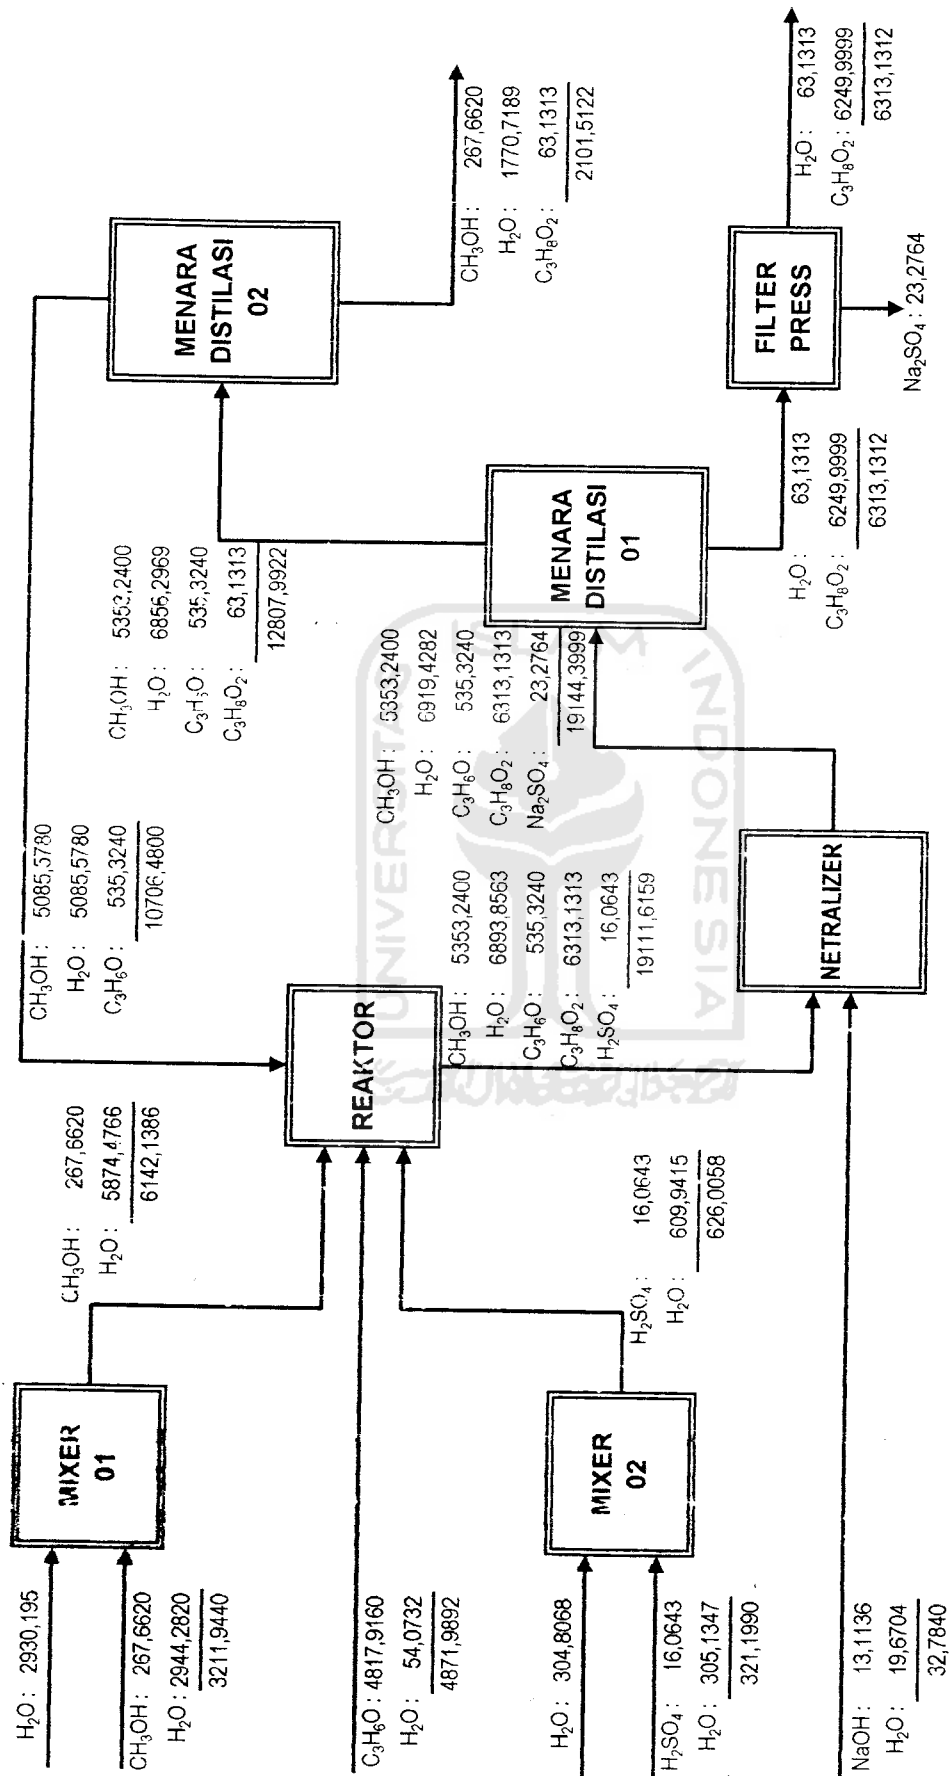 H₂O : 2930,195
CH₃OH : 267,6620
H₂O : 2944,2820
3211,9440
MIXER
01
CH₃OH : 267,6620
H₂O : 5874,4766
6142,1386
C₃H₆O : 4817,9160
H₂O : 54,0732
4871,9892
H₂O : 304,8068
H₂SO₄ : 16,0643
H₂O : 305,1347
321,1990
MIXER
02
H₂SO₄ : 16,0643
H₂O : 609,9415
626,0058
NaOH : 13,1136
H₂O : 19,6704
32,7840
REAKTOR
CH₃OH : 5085,5780
H₂O : 5085,5780
C₃H₆O : 535,3240
10706,4800
CH₃OH : 5353,2400
H₂O : 6893,8563
C₃H₆O : 535,3240
C₃H₈O₂ : 6313,1313
H₂SO₄ : 16,0643
19111,6159
NETRALIZER
CH₃OH : 5353,2400
H₂O : 6919,4282
C₃H₆O : 535,3240
C₃H₈O₂ : 6313,1313
Na₂SO₄ : 23,2764
19144,3999
MENARA
DISTILASI
01
CH₃OH : 5353,2400
H₂O : 6856,2969
C₃H₆O : 535,3240
C₃H₈O₂ : 63,1313
12807,9922
MENARA
DISTILASI
02
CH₃OH : 267,6620
H₂O : 1770,7189
C₃H₈O₂ : 63,1313
2101,5122
H₂O : 63,1313
C₃H₈O₂ : 6249,9999
6313,1312
FILTER
PRESS
H₂O : 63,1313
C₃H₈O₂ : 6249,9999
6313,1312
Na₂SO₄ : 23,2764
UNIVERSITAS
ISLAM
INDONESIA